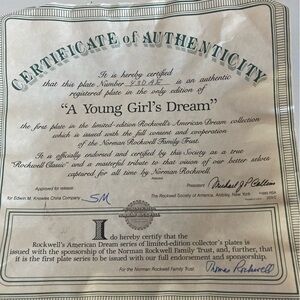 CERTIFICATE of AUTHENTICITY
It is hereby certified
that this plate Number 9304E is an authentic
registered plate in the only edition of
"A Young Girl's Dream"
the first plate in the limited-edition Rockwell's American Dream collection
which is issued with the full consent and cooperation
of the Norman Rockwell Family Trust.
It is officially endorsed and certified by this Society as a true
"Rockwell Classic" and a masterful tribute to that vision of our better selves
captured for all time by Norman Rockwell.
Approved for release
President Michael J P Collins
for Edwin M. Knowles China Company SM
The Rockwell Society of America, Ardsley, New York
I do hereby certify that the
Rockwell's American Dream series of limited-edition collector's plates is
issued with the sponsorship of the Norman Rockwell Family Trust, and, further, that
it is the first plate series to be issued with our full endorsement and sponsorship.
For the Norman Rockwell Family Trust Thomas Rockwell